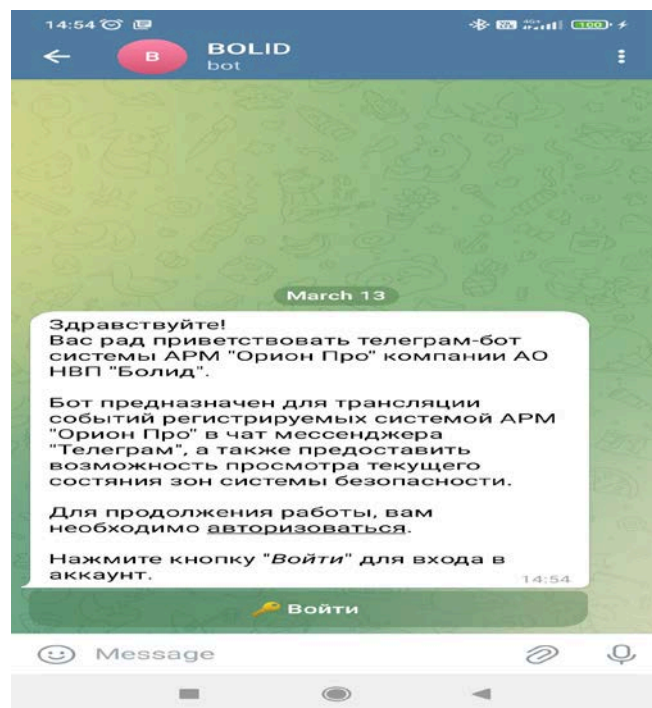 14:54
100
B
BOLID
bot
March 13
Здравствуйте!
Вас рад приветствовать телеграм-бот
системы АРМ "Орион Про" компании АО
НВП "Болид".
Бот предназначен для трансляции
событий регистрируемых системой АРМ
"Орион Про" в чат мессенджера
"Телеграм", а также предоставить
возможность просмотра текущего
состяния зон системы безопасности.
Для продолжения работы, вам
необходимо авторизоваться.
Нажмите кнопку "Войти" для входа в
аккаунт.
14:54
Войти
Message